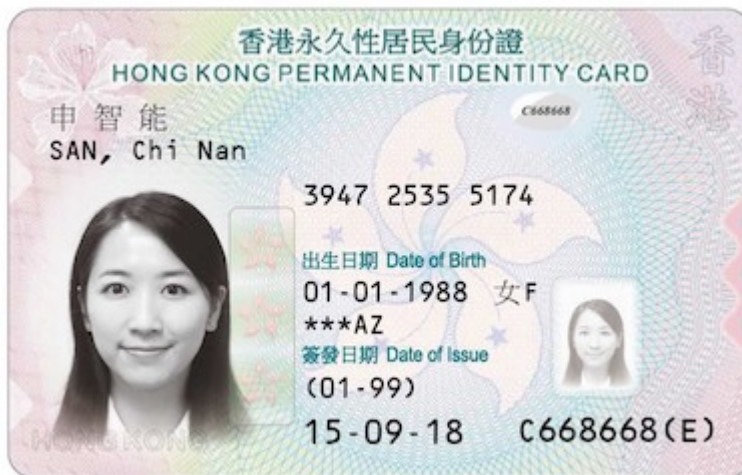 香港永久性居民身份證
HONG KONG PERMANENT IDENTITY CARD
香港
C668668
申智能
SAN, Chi Nan
3947 2535 5174
出生日期 Date of Birth
01-01-1988 女F
***AZ
簽發日期 Date of Issue
(01-99)
15-09-18 C668668(E)
HONG KONG